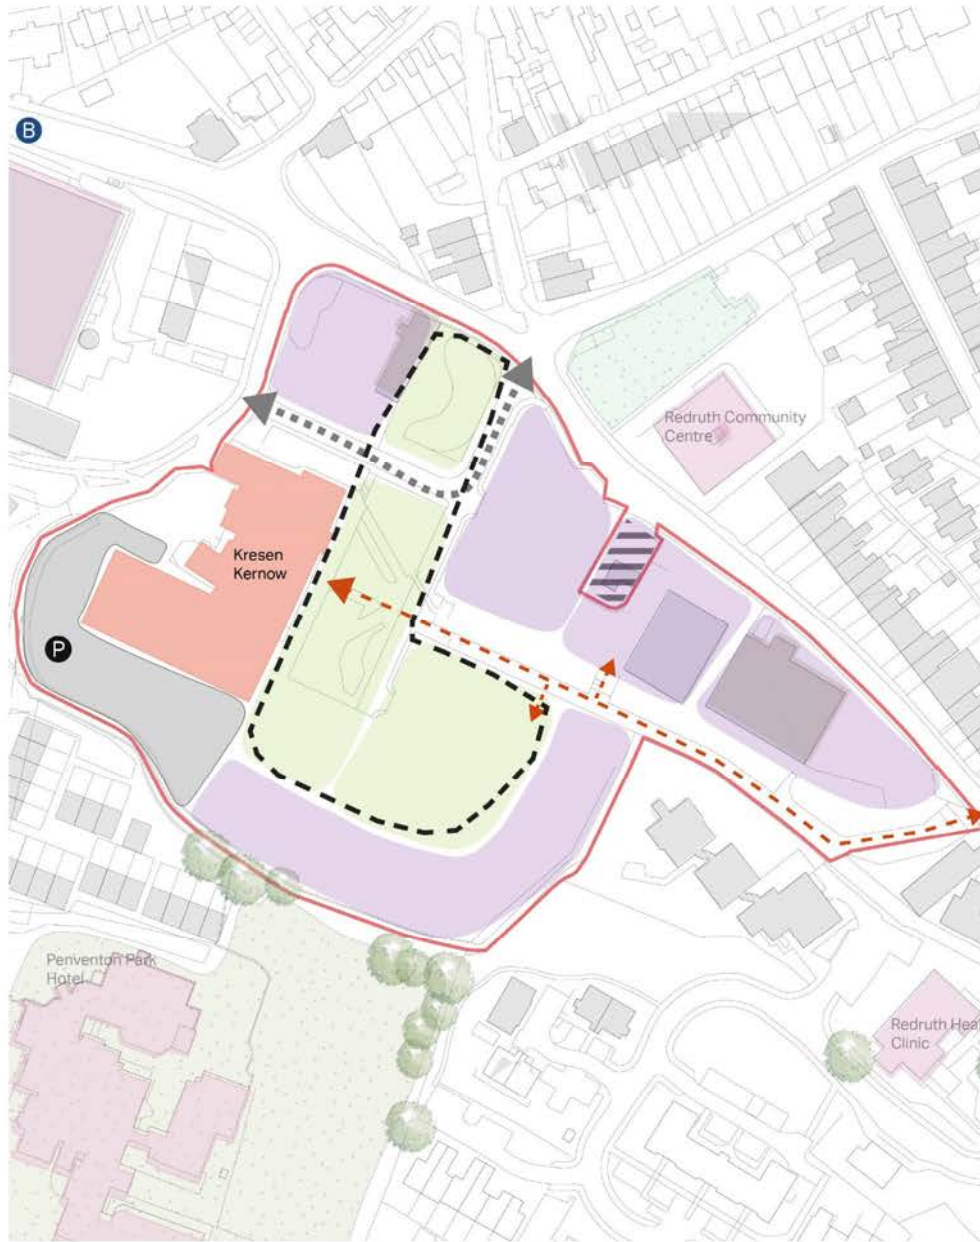 B
Redruth Community
Centre
Kresen
Kernow
P
Penventon Park
Hotel
Redruth Hea
Clinic